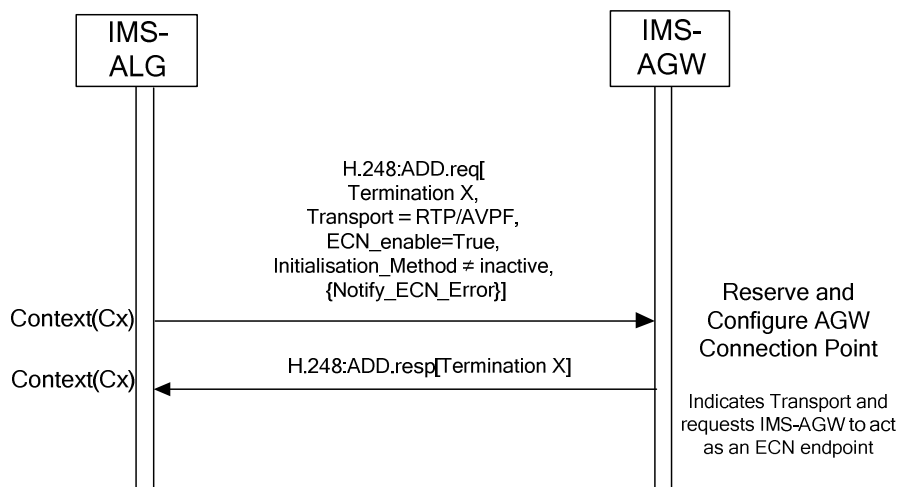 IMS-
ALG
IMS-
AGW
H.248:ADD.req[
Termination X,
Transport = RTP/AVPF,
ECN_enable=True,
Initialisation_Method ≠ inactive,
{Notify_ECN_Error}]
Context(Cx)
Reserve and
Configure AGW
Connection Point
H.248:ADD.resp[Termination X]
Context(Cx)
Indicates Transport and
requests IMS-AGW to act
as an ECN endpoint